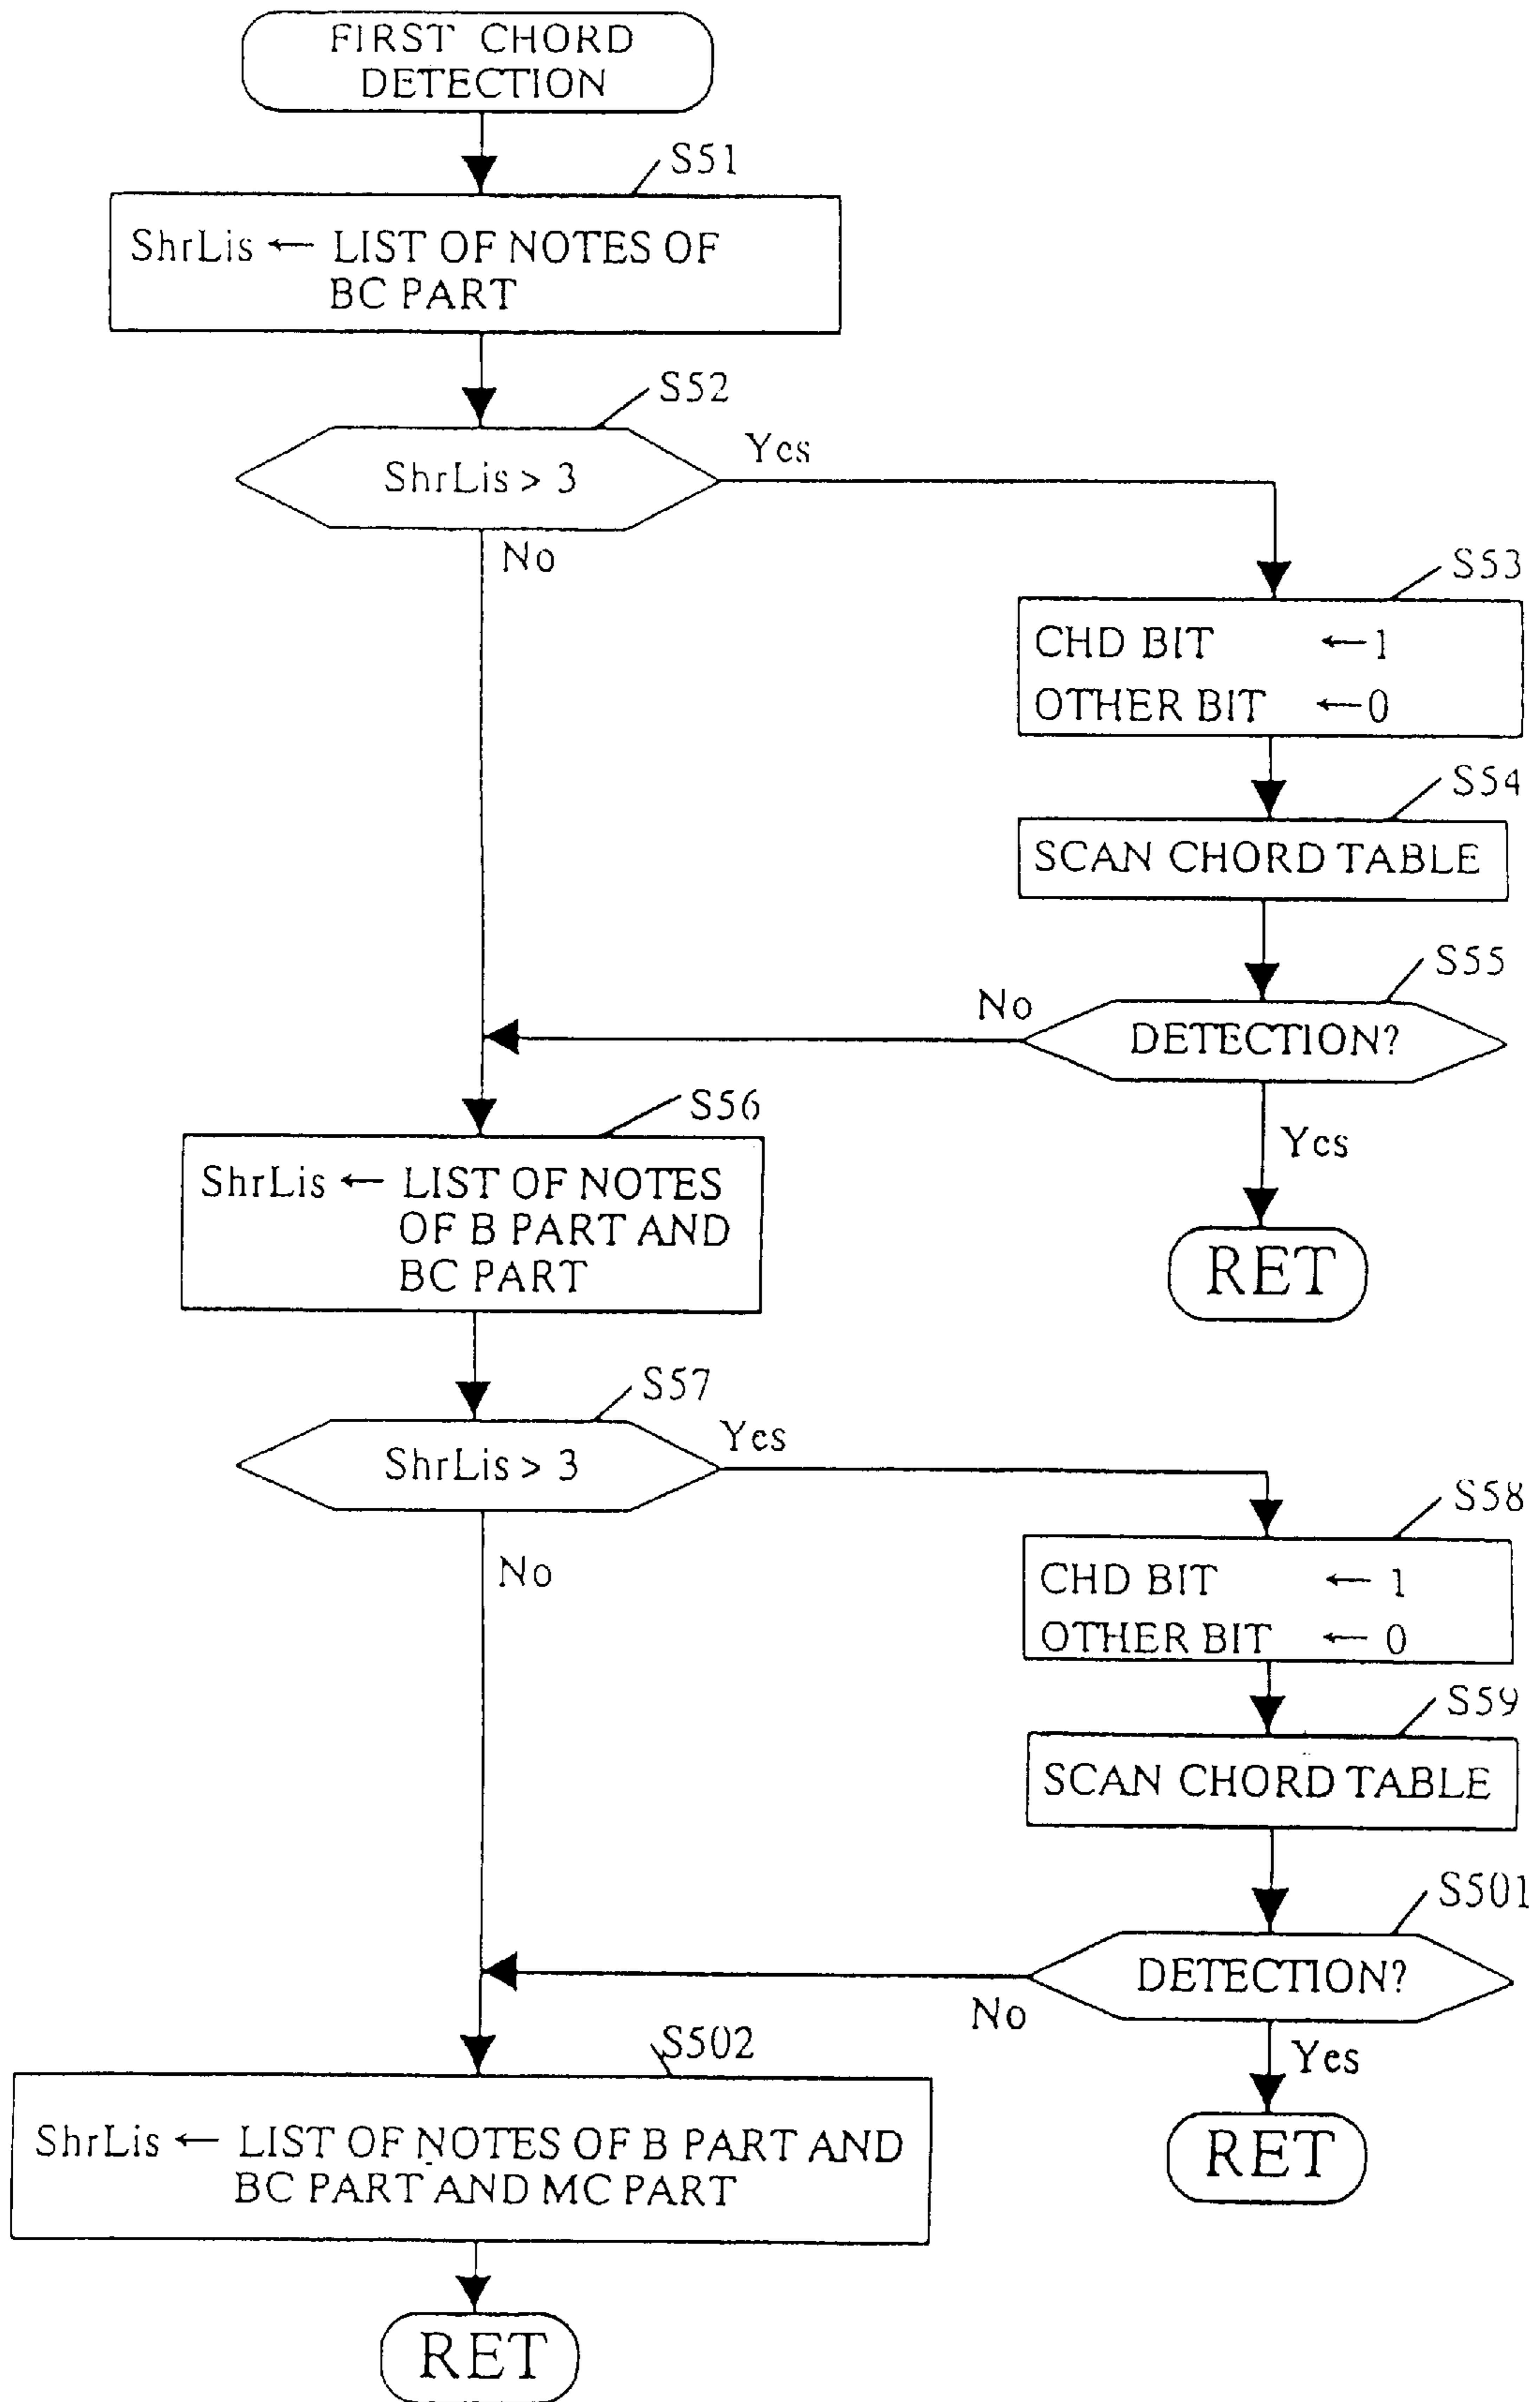 FIRST CHORD
DETECTION
S51
ShrLis ← LIST OF NOTES OF
BC PART
S52
ShrLis > 3
Yes
No
S53
CHD BIT ←1
OTHER BIT ←0
S54
SCAN CHORD TABLE
S55
DETECTION?
No
Yes
RET
S56
ShrLis ← LIST OF NOTES
OF B PART AND
BC PART
S57
ShrLis > 3
Yes
No
S58
CHD BIT ← 1
OTHER BIT ← 0
S59
SCAN CHORD TABLE
S501
DETECTION?
No
Yes
RET
S502
ShrLis ← LIST OF NOTES OF B PART AND
BC PART AND MC PART
RET